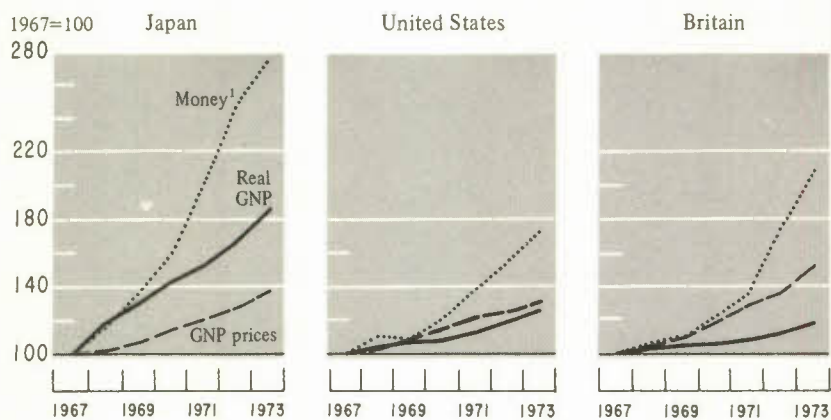 1967=100
Japan
United States
Britain
280
220
180
140
100
Money¹
Real
GNP
GNP prices
1967 1969 1971 1973
1967 1969 1971 1973
1967 1969 1971 1973